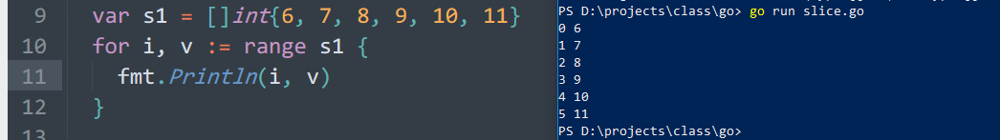 9 var s1 = []int{6, 7, 8, 9, 10, 11}
10 for i, v := range s1 {
11 fmt.Println(i, v)
12 }
13
PS D:\projects\class\go> go run slice.go
0 6
1 7
2 8
3 9
4 10
5 11
PS D:\projects\class\go>